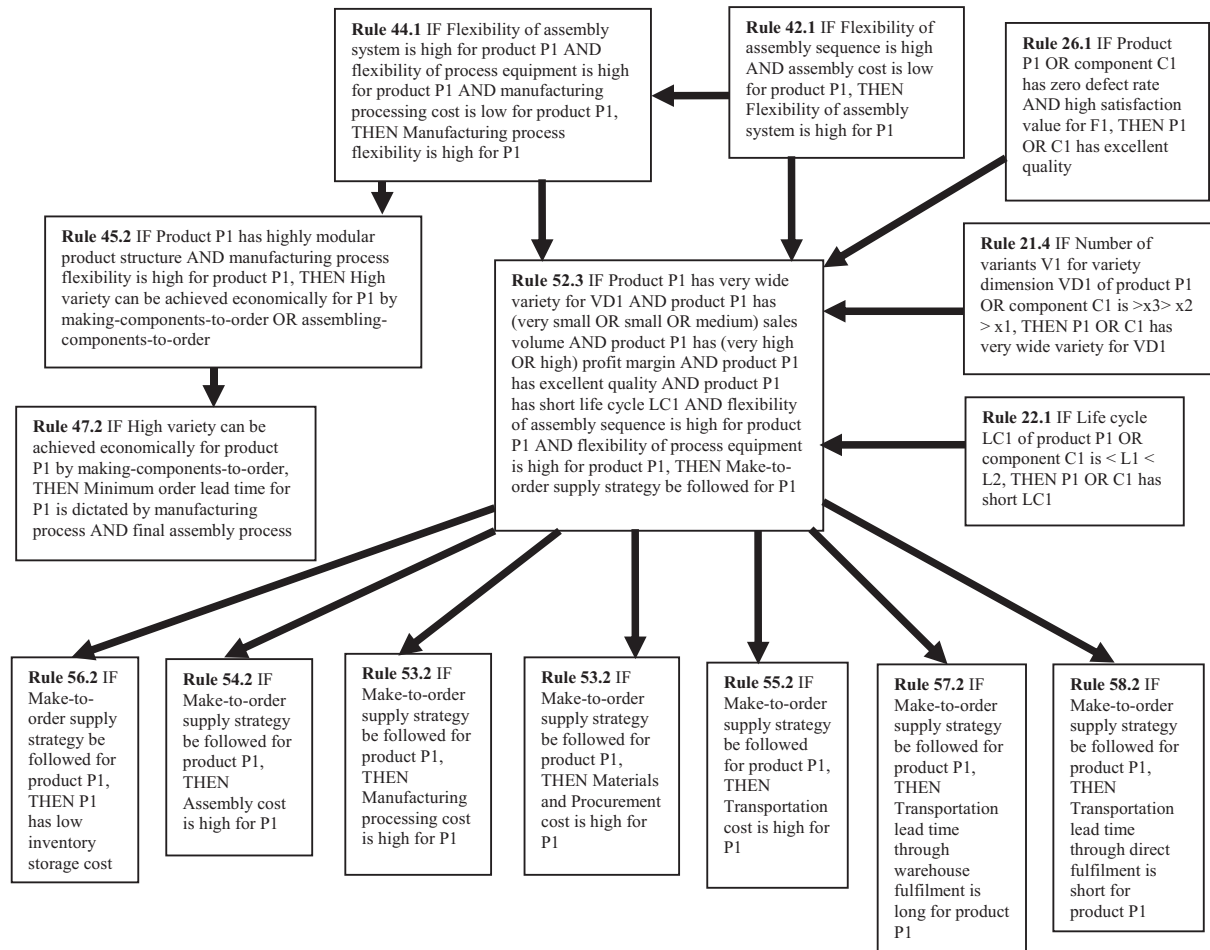 Rule 44.1 IF Flexibility of assembly
system is high for product P1 AND
flexibility of process equipment is high
for product P1 AND manufacturing
processing cost is low for product P1,
THEN Manufacturing process
flexibility is high for P1
Rule 42.1 IF Flexibility of
assembly sequence is high
AND assembly cost is low
for product P1, THEN
Flexibility of assembly
system is high for P1
Rule 26.1 IF Product
P1 OR component C1
has zero defect rate
AND high satisfaction
value for F1, THEN P1
OR C1 has excellent
quality
Rule 45.2 IF Product P1 has highly modular
product structure AND manufacturing process
flexibility is high for product P1, THEN High
variety can be achieved economically for P1 by
making-components-to-order OR assembling-
components-to-order
Rule 52.3 IF Product P1 has very wide
variety for VD1 AND product P1 has
(very small OR small OR medium) sales
volume AND product P1 has (very high
OR high) profit margin AND product P1
has excellent quality AND product P1
has short life cycle LC1 AND flexibility
of assembly sequence is high for product
P1 AND flexibility of process equipment
is high for product P1, THEN Make-to-
order supply strategy be followed for P1
Rule 21.4 IF Number of
variants V1 for variety
dimension VD1 of product P1
OR component C1 is >x3> x2
> x1, THEN P1 OR C1 has
very wide variety for VD1
Rule 47.2 IF High variety can be
achieved economically for product
P1 by making-components-to-order,
THEN Minimum order lead time for
P1 is dictated by manufacturing
process AND final assembly process
Rule 22.1 IF Life cycle
LC1 of product P1 OR
component C1 is < L1 <
L2, THEN P1 OR C1 has
short LC1
Rule 56.2 IF
Make-to-
order supply
strategy be
followed for
product P1,
THEN P1
has low
inventory
storage cost
Rule 54.2 IF
Make-to-order
supply strategy
be followed for
product P1,
THEN
Assembly cost
is high for P1
Rule 53.2 IF
Make-to-order
supply strategy
be followed for
product P1,
THEN
Manufacturing
processing cost
is high for P1
Rule 53.2 IF
Make-to-order
supply strategy
be followed for
product P1,
THEN Materials
and Procurement
cost is high for
P1
Rule 55.2 IF
Make-to-order
supply strategy
be followed
for product P1,
THEN
Transportation
cost is high for
P1
Rule 57.2 IF
Make-to-order
supply strategy
be followed for
product P1,
THEN
Transportation
lead time
through
warehouse
fulfilment is
long for product
P1
Rule 58.2 IF
Make-to-order
supply strategy
be followed for
product P1,
THEN
Transportation
lead time
through direct
fulfilment is
short for
product P1